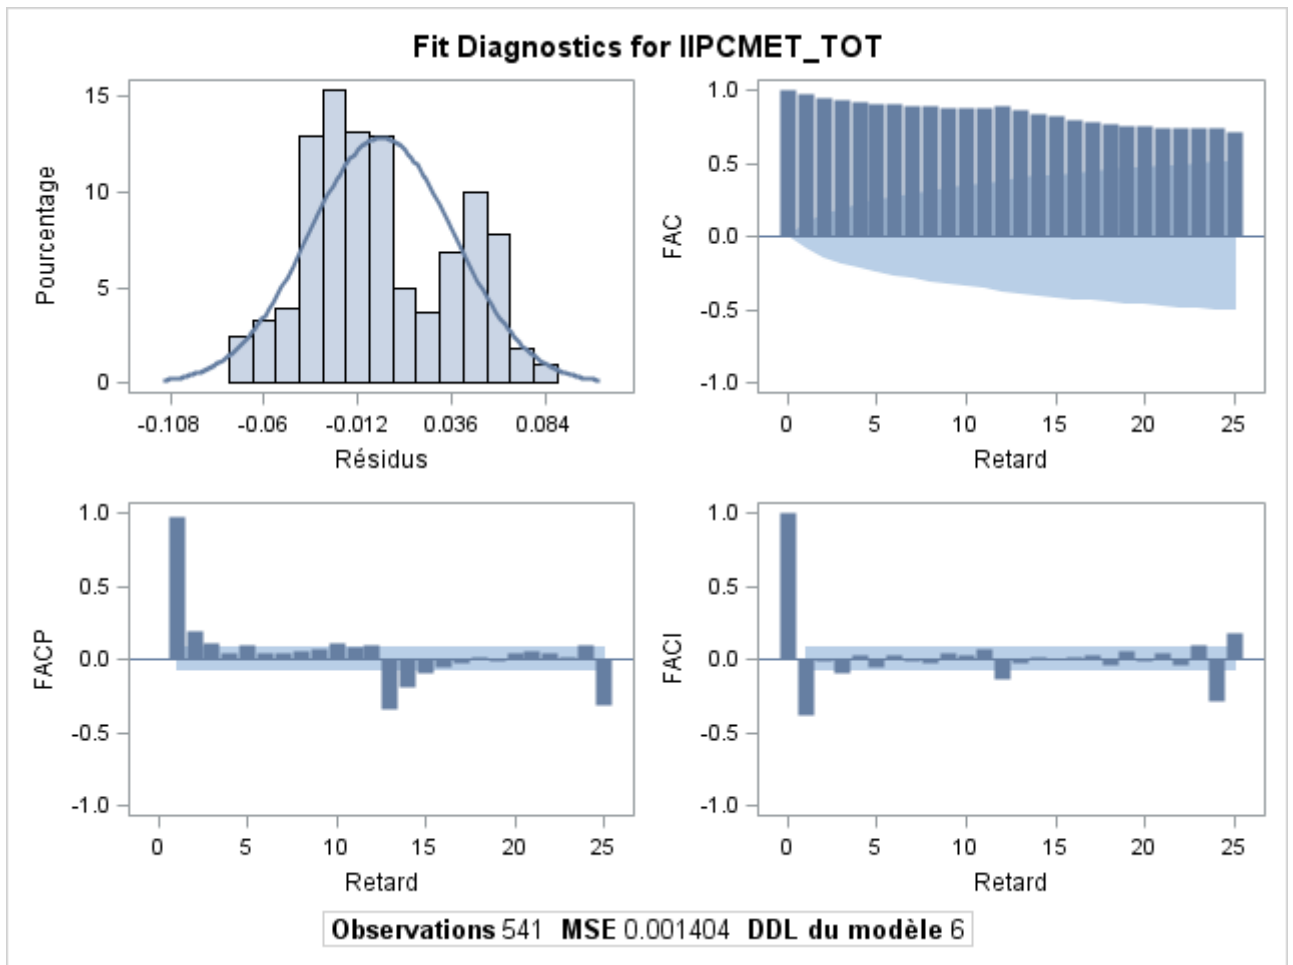 Fit Diagnostics for IIPCMET_TOT
15
10
5
0
Pourcentage
-0.108 -0.06 -0.012 0.036 0.084
Résidus
1.0
0.5
0.0
-0.5
-1.0
FAC
0 5 10 15 20 25
Retard
1.0
0.5
0.0
-0.5
-1.0
FACP
0 5 10 15 20 25
Retard
1.0
0.5
0.0
-0.5
-1.0
FACI
0 5 10 15 20 25
Retard
Observations 541 MSE 0.001404 DDL du modèle 6